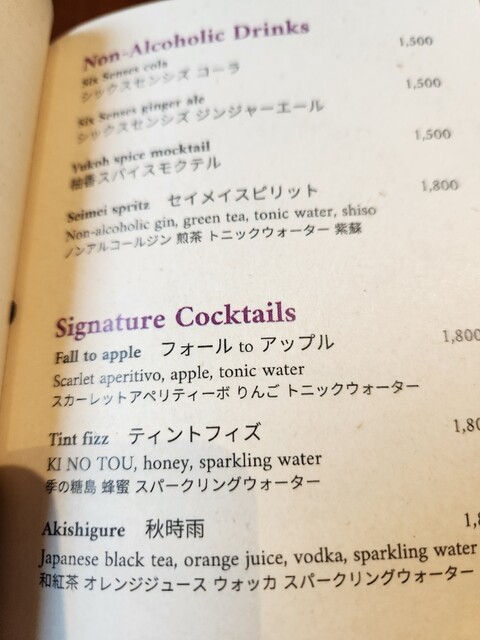 Non-Alcoholic Drinks
Six Senses cola 1,500
シックスセンシズ コーラ
Six Senses ginger ale 1,500
シックスセンシズ ジンジャーエール
Yukoh spice mocktail 1,500
柚香スパイスモクテル
Seimei spritz セイメイスピリット 1,800
Non-alcoholic gin, green tea, tonic water, shiso
ノンアルコールジン 煎茶 トニックウォーター 紫蘇
Signature Cocktails
Fall to apple フォール to アップル 1,800
Scarlet aperitivo, apple, tonic water
スカーレットアペリティーボ りんご トニックウォーター
Tint fizz ティントフィズ 1,80
KI NO TOU, honey, sparkling water
季の糖島 蜂蜜 スパークリングウォーター
Akishigure 秋時雨 1,8
Japanese black tea, orange juice, vodka, sparkling water
和紅茶 オレンジジュース ウォッカ スパークリングウォーター